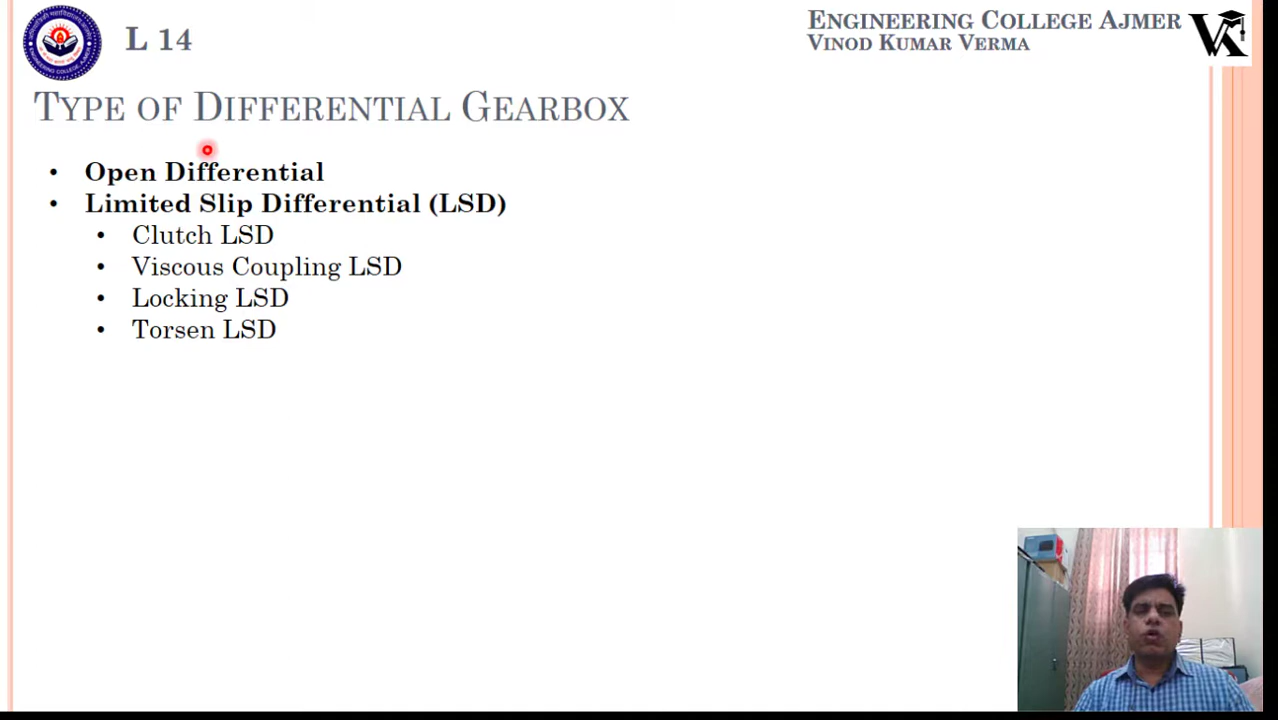 L 14
ENGINEERING COLLEGE AJMER
VINOD KUMAR VERMA
TYPE OF DIFFERENTIAL GEARBOX
• Open Differential
• Limited Slip Differential (LSD)
• Clutch LSD
• Viscous Coupling LSD
• Locking LSD
• Torsen LSD